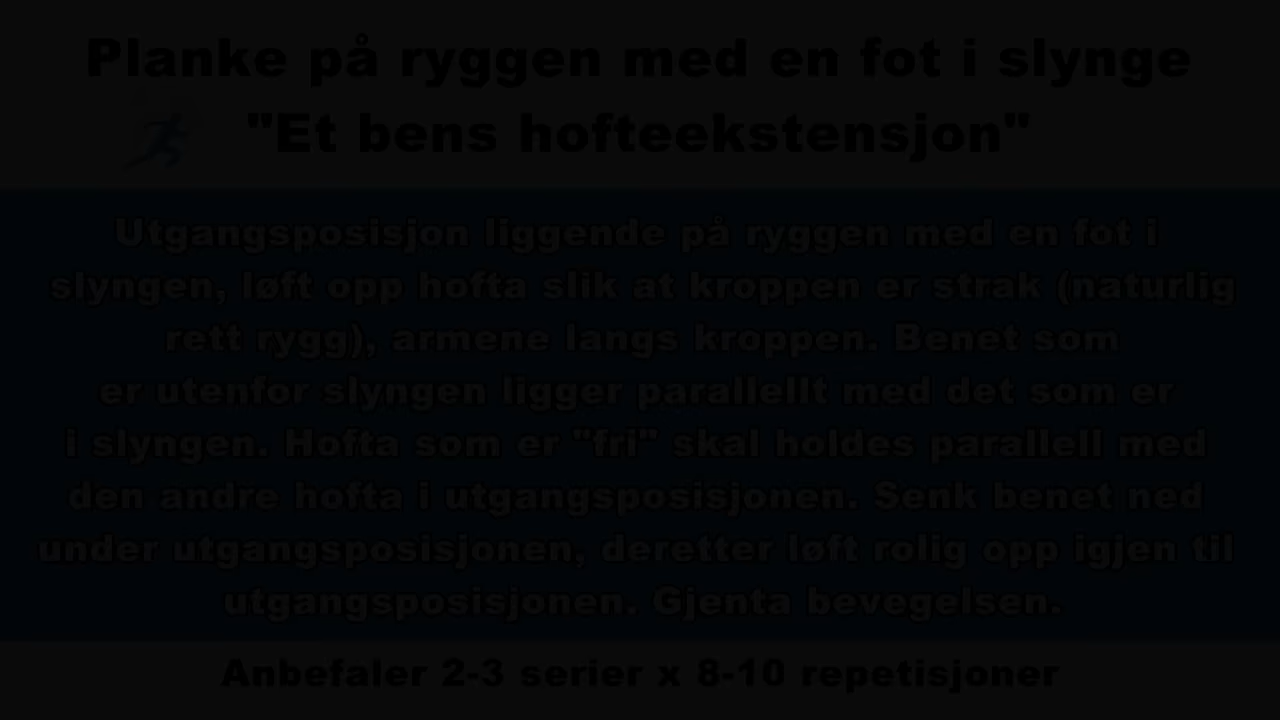 Planke på ryggen med en fot i slynge
"Et bens hofteekstensjon"
Utgangsposisjon liggende på ryggen med en fot i
slyngen, løft opp hofta slik at kroppen er strak (naturlig
rett rygg), armene langs kroppen. Benet som
er utenfor slyngen ligger parallellt med det som er
i slyngen. Hofta som er "fri" skal holdes parallell med
den andre hofta i utgangsposisjonen. Senk benet ned
under utgangsposisjonen, deretter løft rolig opp igjen til
utgangsposisjonen. Gjenta bevegelsen.
Anbefaler 2-3 serier x 8-10 repetisjoner